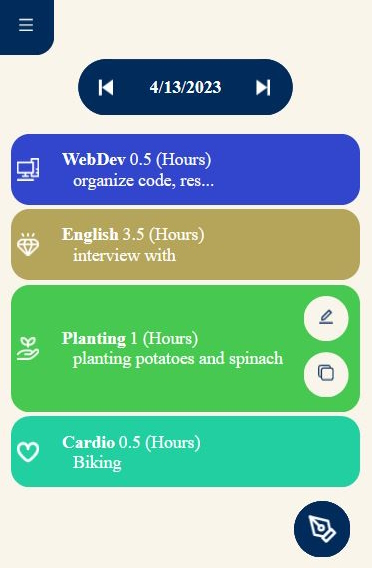 4/13/2023
WebDev 0.5 (Hours)
organize code, res...
English 3.5 (Hours)
interview with
Planting 1 (Hours)
planting potatoes and spinach
Cardio 0.5 (Hours)
Biking